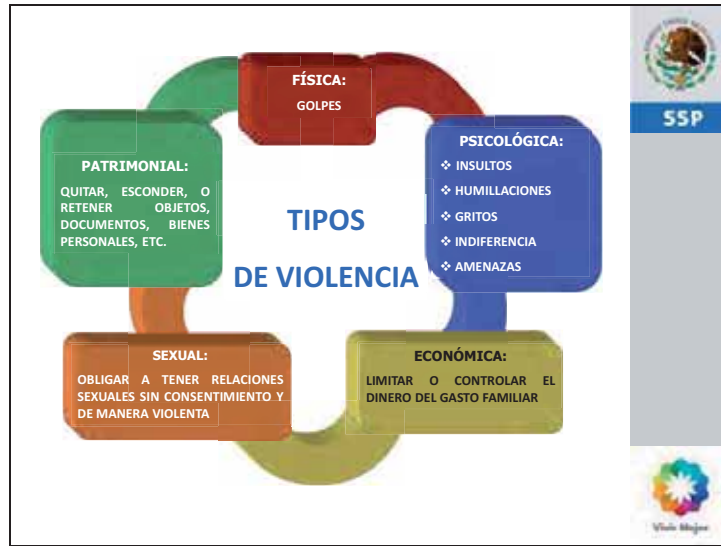 FÍSICA:
GOLPES
PSICOLÓGICA:
❖ INSULTOS
❖ HUMILLACIONES
❖ GRITOS
❖ INDIFERENCIA
❖ AMENAZAS
ECONÓMICA:
LIMITAR O CONTROLAR EL
DINERO DEL GASTO FAMILIAR
SEXUAL:
OBLIGAR A TENER RELACIONES
SEXUALES SIN CONSENTIMIENTO Y
DE MANERA VIOLENTA
PATRIMONIAL:
QUITAR, ESCONDER, O
RETENER OBJETOS,
DOCUMENTOS, BIENES
PERSONALES, ETC.
TIPOS
DE VIOLENCIA
SSP
Vivir Mejor